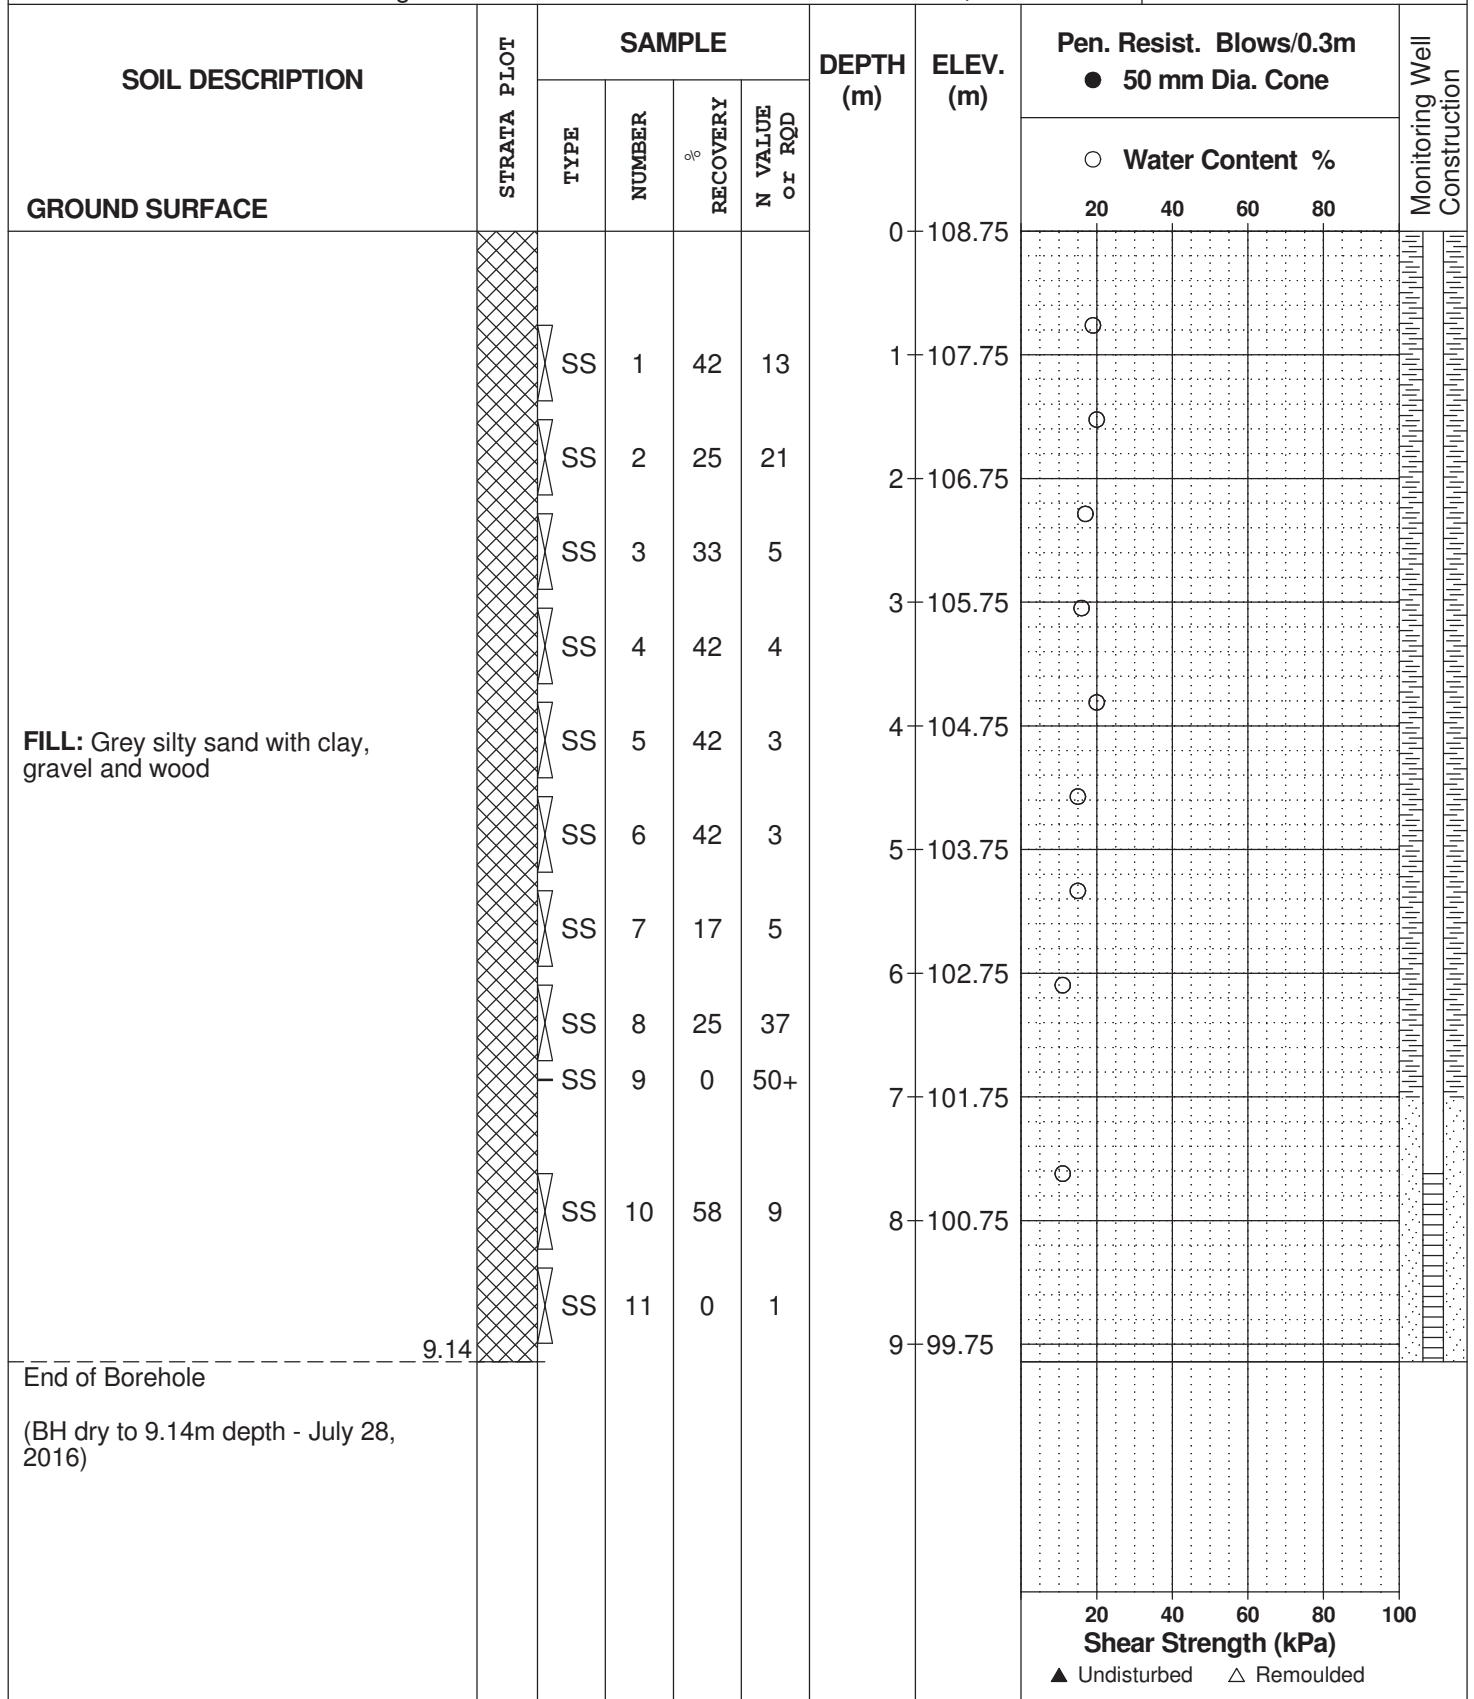 SOIL DESCRIPTION
GROUND SURFACE
STRATA PLOT
SAMPLE
TYPE
NUMBER
%
RECOVERY
N VALUE
or RQD
DEPTH
(m)
ELEV.
(m)
Pen. Resist. Blows/0.3m
● 50 mm Dia. Cone
○ Water Content %
20 40 60 80
Monitoring Well
Construction
0 108.75
SS 1 42 13
1 107.75
SS 2 25 21
2 106.75
SS 3 33 5
3 105.75
SS 4 42 4
4 104.75
FILL: Grey silty sand with clay,
gravel and wood
SS 5 42 3
SS 6 42 3
5 103.75
SS 7 17 5
6 102.75
SS 8 25 37
SS 9 0 50+
7 101.75
SS 10 58 9
8 100.75
SS 11 0 1
9 99.75
9.14
End of Borehole
(BH dry to 9.14m depth - July 28,
2016)
20 40 60 80 100
Shear Strength (kPa)
▲ Undisturbed △ Remoulded